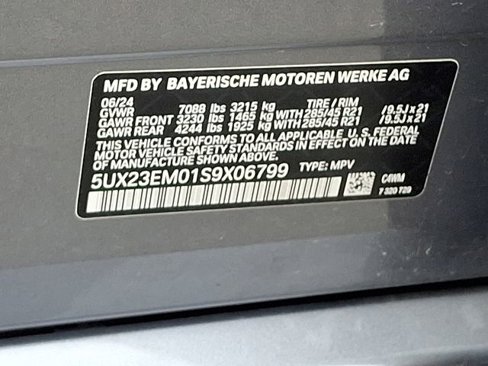 MFD BY BAYERISCHE MOTOREN WERKE AG
06/24
GVWR 7088 lbs 3215 kg TIRE / RIM
GAWR FRONT 3230 lbs 1465 kg WITH 285/45 R21 /9.5J x 21
GAWR REAR 4244 lbs 1925 kg WITH 285/45 R21 /9.5J x 21
THIS VEHICLE CONFORMS TO ALL APPLICABLE U. S. FEDERAL
MOTOR VEHICLE SAFETY STANDARDS IN EFFECT ON THE
DATE OF MANUFACTURE SHOWN ABOVE.
5UX23EM01S9X06799 TYPE: MPV
C4WM
7 320 729